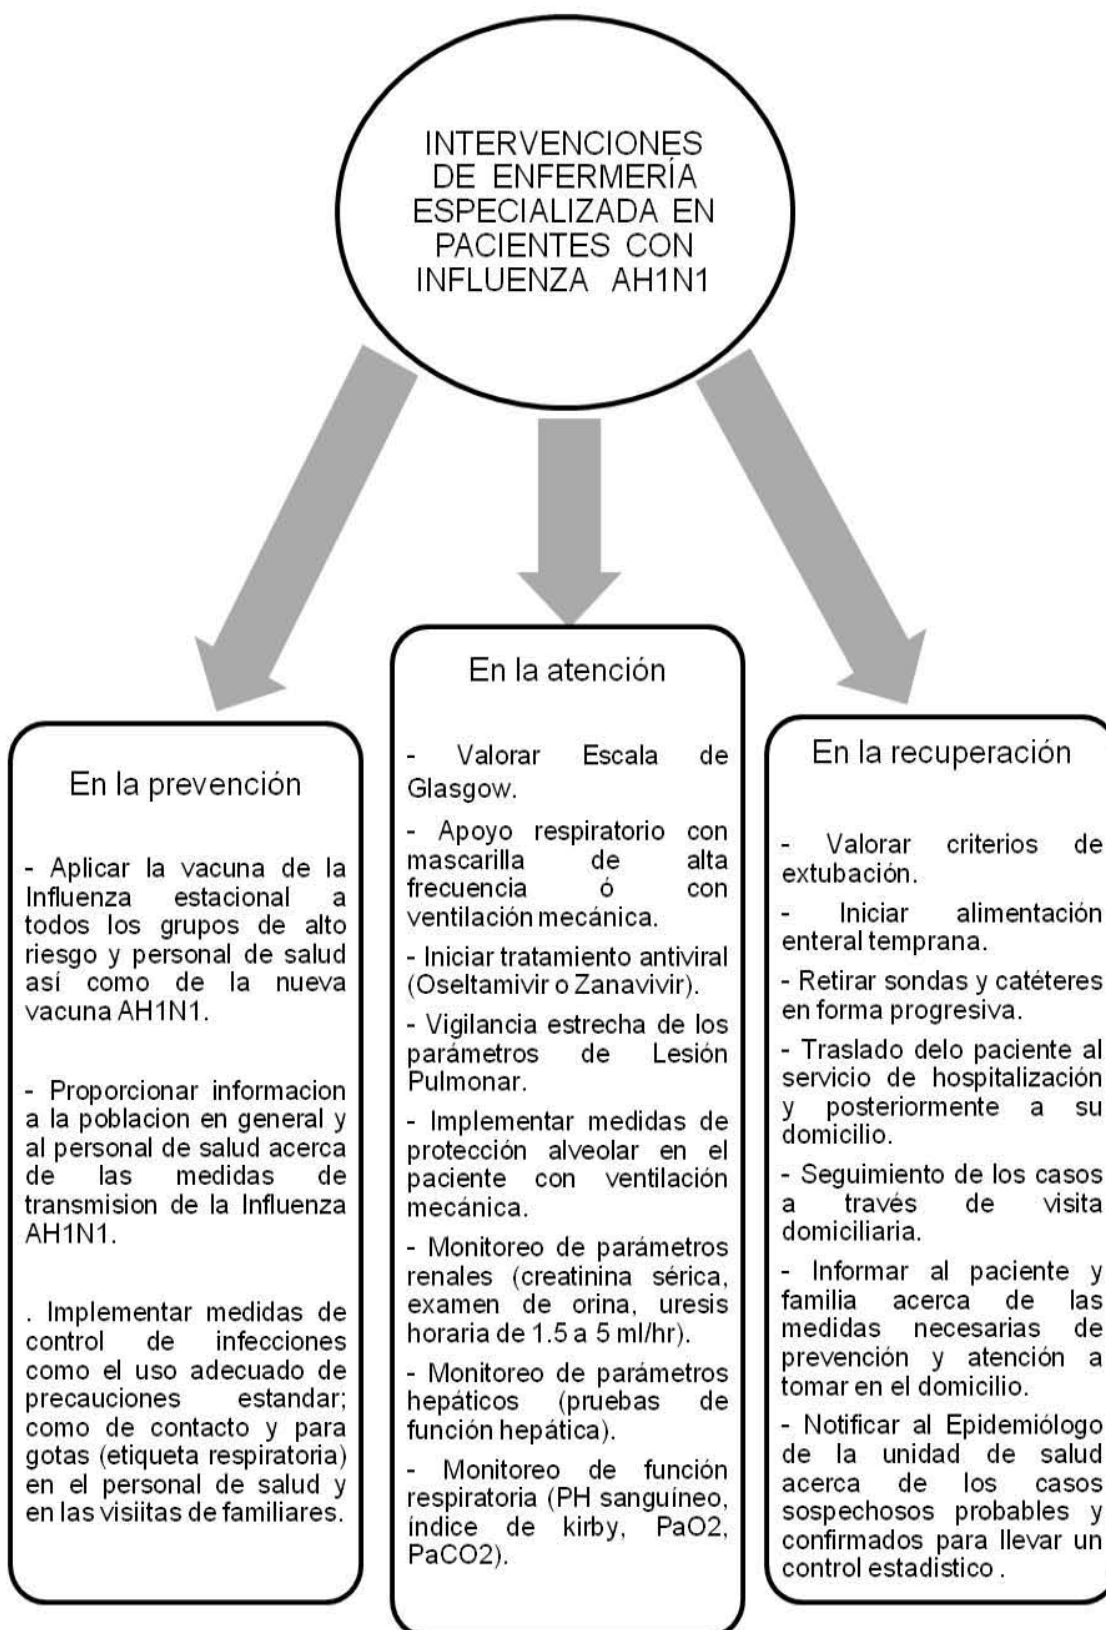 INTERVENCIONES
DE ENFERMERÍA
ESPECIALIZADA EN
PACIENTES CON
INFLUENZA AH1N1
En la prevención
- Aplicar la vacuna de la
Influenza estacional a
todos los grupos de alto
riesgo y personal de salud
así como de la nueva
vacuna AH1N1.
- Proporcionar informacion
a la poblacion en general y
al personal de salud acerca
de las medidas de
transmision de la Influenza
AH1N1.
. Implementar medidas de
control de infecciones
como el uso adecuado de
precauciones estandar;
como de contacto y para
gotas (etiqueta respiratoria)
en el personal de salud y
en las visiitas de familiares.
En la atención
- Valorar Escala de
Glasgow.
- Apoyo respiratorio con
mascarilla de alta
frecuencia ó con
ventilación mecánica.
- Iniciar tratamiento antiviral
(Oseltamivir o Zanavivir).
- Vigilancia estrecha de los
parámetros de Lesión
Pulmonar.
- Implementar medidas de
protección alveolar en el
paciente con ventilación
mecánica.
- Monitoreo de parámetros
renales (creatinina sérica,
examen de orina, uresis
horaria de 1.5 a 5 ml/hr).
- Monitoreo de parámetros
hepáticos (pruebas de
función hepática).
- Monitoreo de función
respiratoria (PH sanguíneo,
índice de kirby, PaO2,
PaCO2).
En la recuperación
- Valorar criterios de
extubación.
- Iniciar alimentación
enteral temprana.
- Retirar sondas y catéteres
en forma progresiva.
- Traslado delo paciente al
servicio de hospitalización
y posteriormente a su
domicilio.
- Seguimiento de los casos
a través de visita
domiciliaria.
- Informar al paciente y
familia acerca de las
medidas necesarias de
prevención y atención a
tomar en el domicilio.
- Notificar al Epidemiólogo
de la unidad de salud
acerca de los casos
sospechosos probables y
confirmados para llevar un
control estadistico .